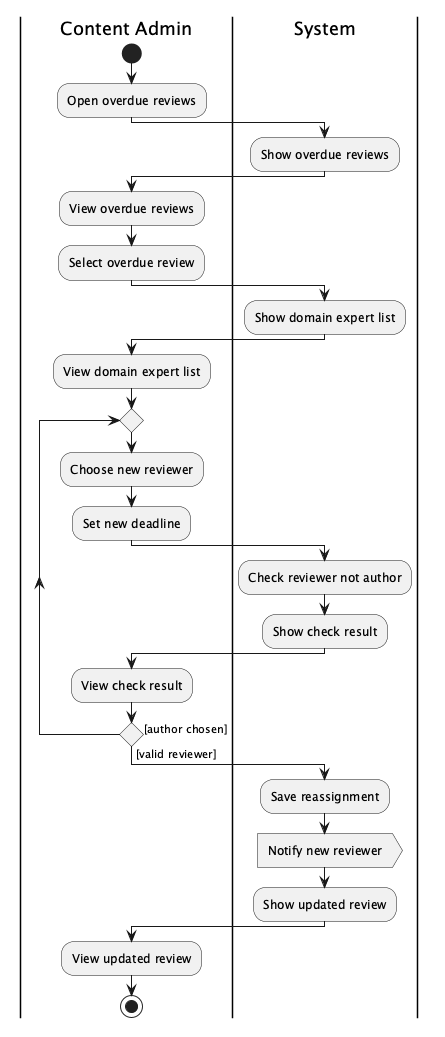 Content Admin
System
Open overdue reviews
Show overdue reviews
View overdue reviews
Select overdue review
Show domain expert list
View domain expert list
Choose new reviewer
Set new deadline
Check reviewer not author
Show check result
View check result
[author chosen]
[valid reviewer]
Save reassignment
Notify new reviewer
Show updated review
View updated review